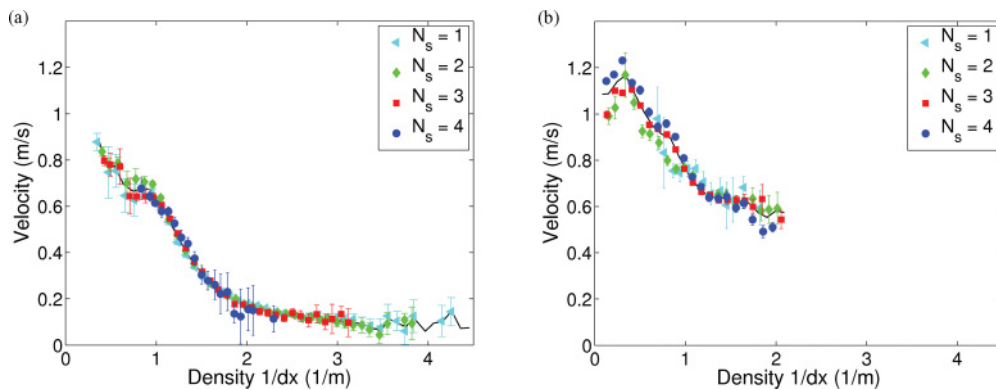 (a)
N_s = 1
N_s = 2
N_s = 3
N_s = 4
1.2
1
0.8
0.6
0.4
0.2
0
Velocity (m/s)
0 1 2 3 4
Density 1/dx (1/m)
(b)
N_s = 1
N_s = 2
N_s = 3
N_s = 4
1.2
1
0.8
0.6
0.4
0.2
0
Velocity (m/s)
0 1 2 3 4
Density 1/dx (1/m)